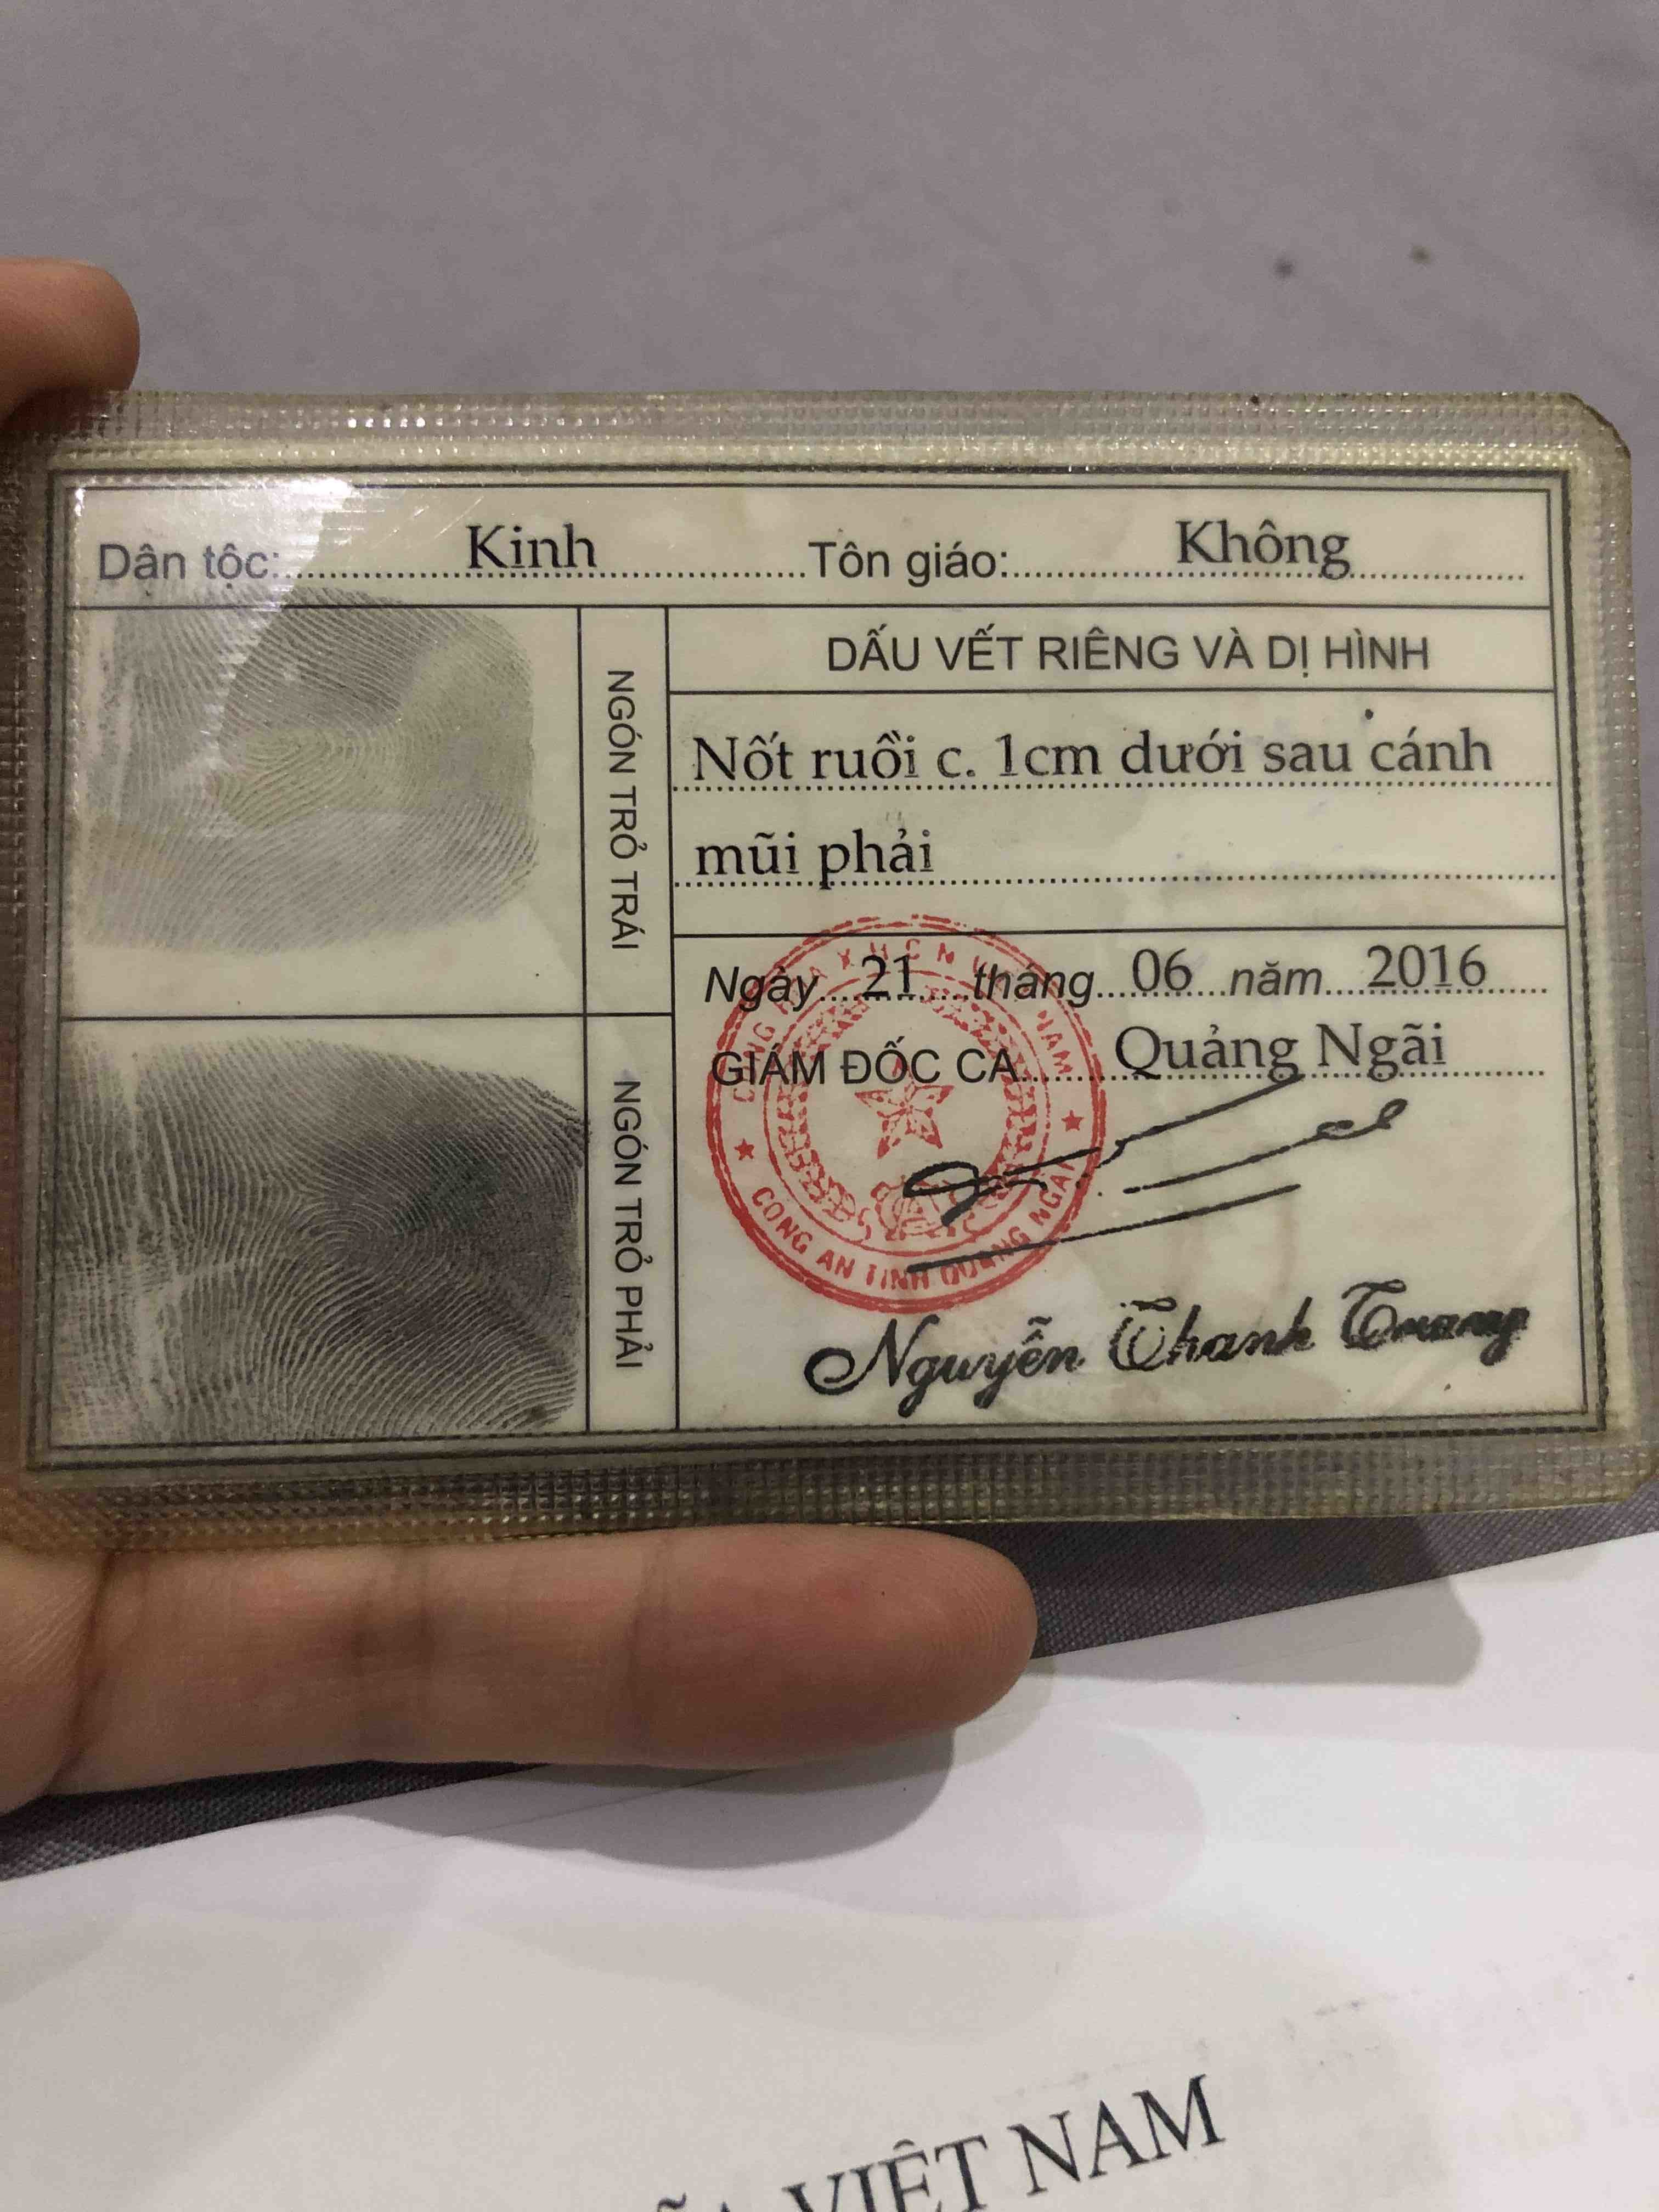 Dân tộc: Kinh Tôn giáo: Không
NGÓN TRỎ TRÁI
NGÓN TRỎ PHẢI
DẤU VẾT RIÊNG VÀ DỊ HÌNH
Nốt ruồi c. 1cm dưới sau cánh
mũi phải
Ngày 21 tháng 06 năm 2016
GIÁM ĐỐC CA Quảng Ngãi
CÔNG AN TỈNH QUẢNG NGÃI
Nguyễn Thanh Trang
VIỆT NAM